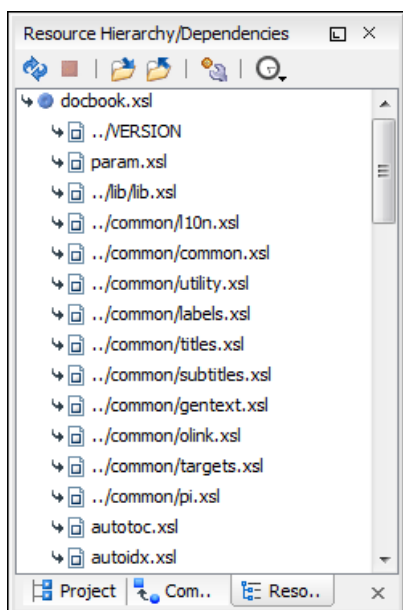 Resource Hierarchy/Dependencies
docbook.xsl
../VERSION
param.xsl
../lib/lib.xsl
../common/l10n.xsl
../common/common.xsl
../common/utility.xsl
../common/labels.xsl
../common/titles.xsl
../common/subtitles.xsl
../common/gentext.xsl
../common/olink.xsl
../common/targets.xsl
../common/pi.xsl
autotoc.xsl
autoidx.xsl
Project Com.. Reso..